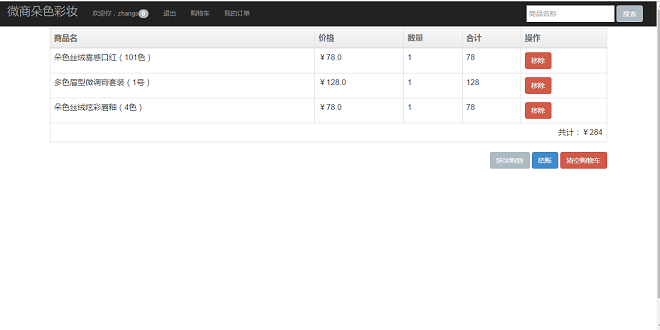 微商朵色彩妆 欢迎你，zhangs 0 退出 购物车 我的订单 商品名称 搜索
商品名 价格 数量 合计 操作
朵色丝绒雾感口红（101色） ￥78.0 1 78 移除
多色眉型微调膏套装（1号） ￥128.0 1 128 移除
朵色丝绒炫彩唇釉（4色） ￥78.0 1 78 移除
共计：￥284
继续购物 结账 清空购物车